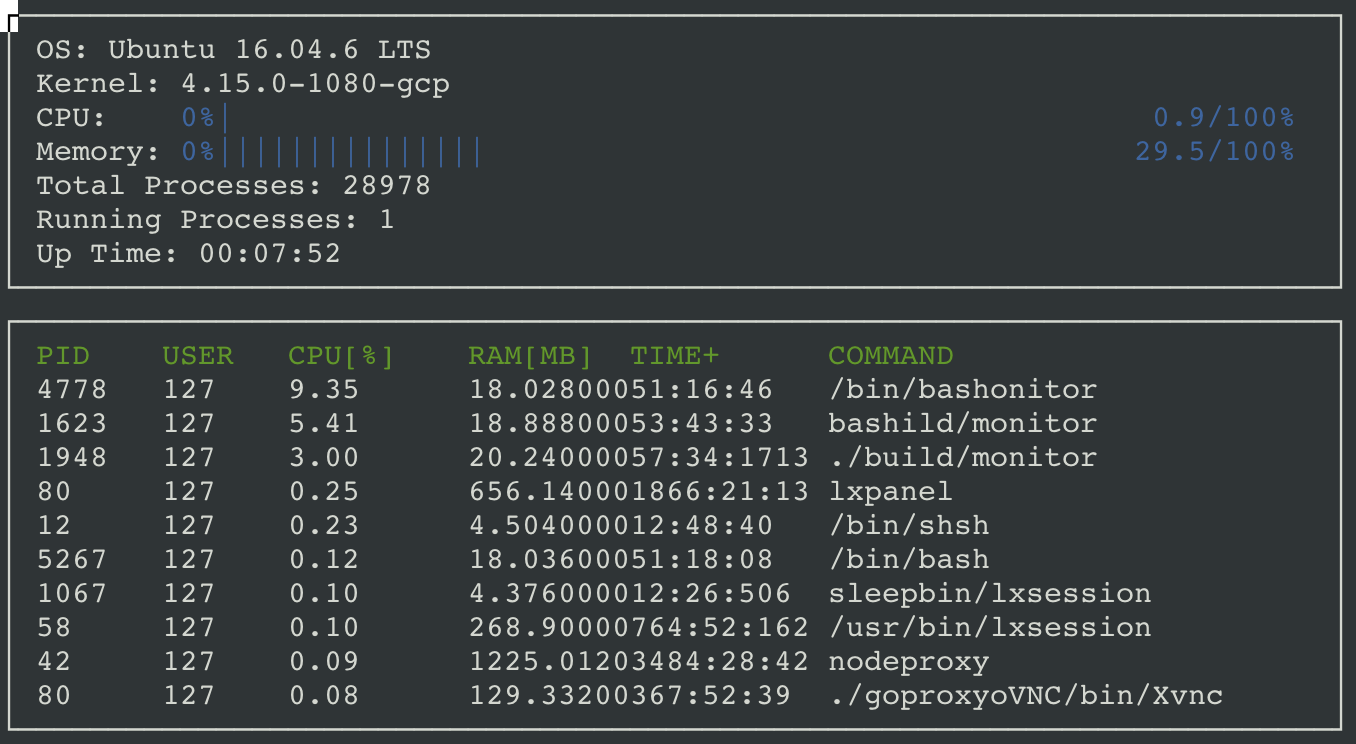 OS: Ubuntu 16.04.6 LTS
Kernel: 4.15.0-1080-gcp
CPU: 0%| 0.9/100%
Memory: 0%||||||||||||||| 29.5/100%
Total Processes: 28978
Running Processes: 1
Up Time: 00:07:52
PID USER CPU[%] RAM[MB] TIME+ COMMAND
4778 127 9.35 18.02800051:16:46 /bin/bashonitor
1623 127 5.41 18.88800053:43:33 bashild/monitor
1948 127 3.00 20.24000057:34:1713 ./build/monitor
80 127 0.25 656.140001866:21:13 lxpanel
12 127 0.23 4.504000012:48:40 /bin/shsh
5267 127 0.12 18.03600051:18:08 /bin/bash
1067 127 0.10 4.376000012:26:506 sleepbin/lxsession
58 127 0.10 268.90000764:52:162 /usr/bin/lxsession
42 127 0.09 1225.01203484:28:42 nodeproxy
80 127 0.08 129.33200367:52:39 ./goproxyoVNC/bin/Xvnc